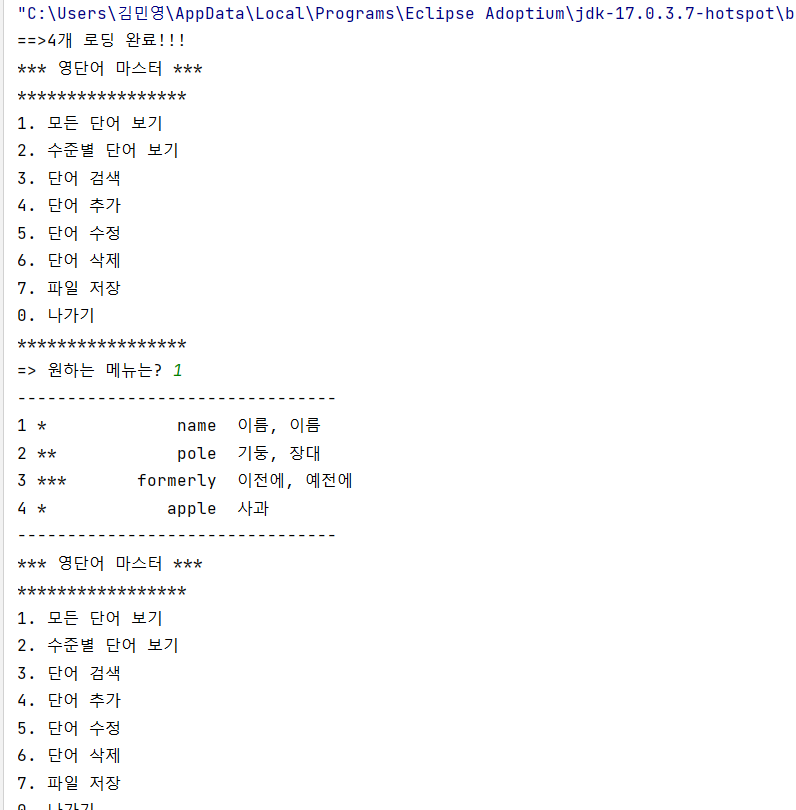 "C:\Users\김민영\AppData\Local\Programs\Eclipse Adoptium\jdk-17.0.3.7-hotspot\b
==>4개 로딩 완료!!!
*** 영단어 마스터 ***
*****************
1. 모든 단어 보기
2. 수준별 단어 보기
3. 단어 검색
4. 단어 추가
5. 단어 수정
6. 단어 삭제
7. 파일 저장
0. 나가기
*****************
=> 원하는 메뉴는? 1
--------------------------------
1 *             name  이름, 이름
2 **            pole  기둥, 장대
3 ***       formerly  이전에, 예전에
4 *            apple  사과
--------------------------------
*** 영단어 마스터 ***
*****************
1. 모든 단어 보기
2. 수준별 단어 보기
3. 단어 검색
4. 단어 추가
5. 단어 수정
6. 단어 삭제
7. 파일 저장
0. 나가기